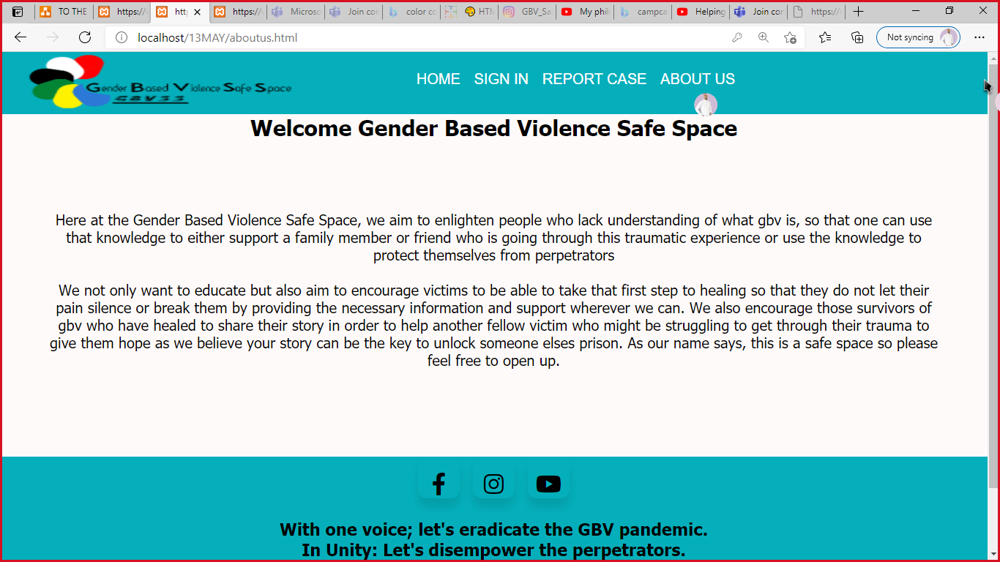 TO THE
https://
htt
https://
Microsc
Join cor
color cc
HTM
GBV_Sa
My phil
campca
Helping
Join cor
https://
localhost/13MAY/aboutus.html
Not syncing
Gender Based Violence Safe Space
GBVSS
HOME SIGN IN REPORT CASE ABOUT US
Welcome Gender Based Violence Safe Space
Here at the Gender Based Violence Safe Space, we aim to enlighten people who lack understanding of what gbv is, so that one can use
that knowledge to either support a family member or friend who is going through this traumatic experience or use the knowledge to
protect themselves from perpetrators
We not only want to educate but also aim to encourage victims to be able to take that first step to healing so that they do not let their
pain silence or break them by providing the necessary information and support wherever we can. We also encourage those survivors of
gbv who have healed to share their story in order to help another fellow victim who might be struggling to get through their trauma to
give them hope as we believe your story can be the key to unlock someone elses prison. As our name says, this is a safe space so please
feel free to open up.
With one voice; let's eradicate the GBV pandemic.
In Unity: Let's disempower the perpetrators.